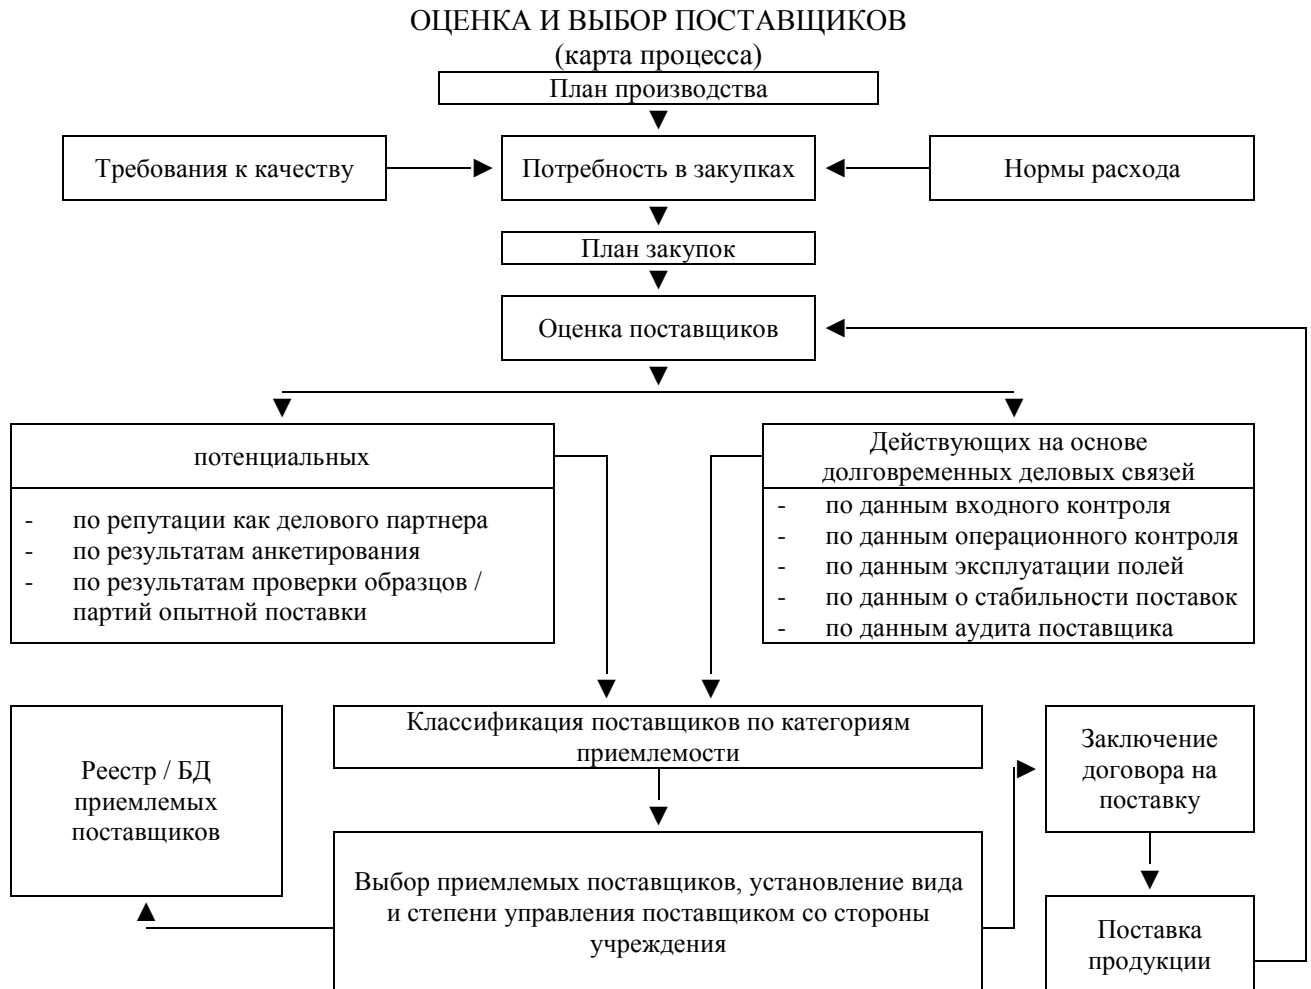 ОЦЕНКА И ВЫБОР ПОСТАВЩИКОВ
(карта процесса)
План производства
Требования к качеству
Потребность в закупках
Нормы расхода
План закупок
Оценка поставщиков
потенциальных
- по репутации как делового партнера
- по результатам анкетирования
- по результатам проверки образцов /
партий опытной поставки
Действующих на основе
долговременных деловых связей
- по данным входного контроля
- по данным операционного контроля
- по данным эксплуатации полей
- по данным о стабильности поставок
- по данным аудита поставщика
Реестр / БД
приемлемых
поставщиков
Классификация поставщиков по категориям
приемлемости
Заключение
договора на
поставку
Выбор приемлемых поставщиков, установление вида
и степени управления поставщиком со стороны
учреждения
Поставка
продукции